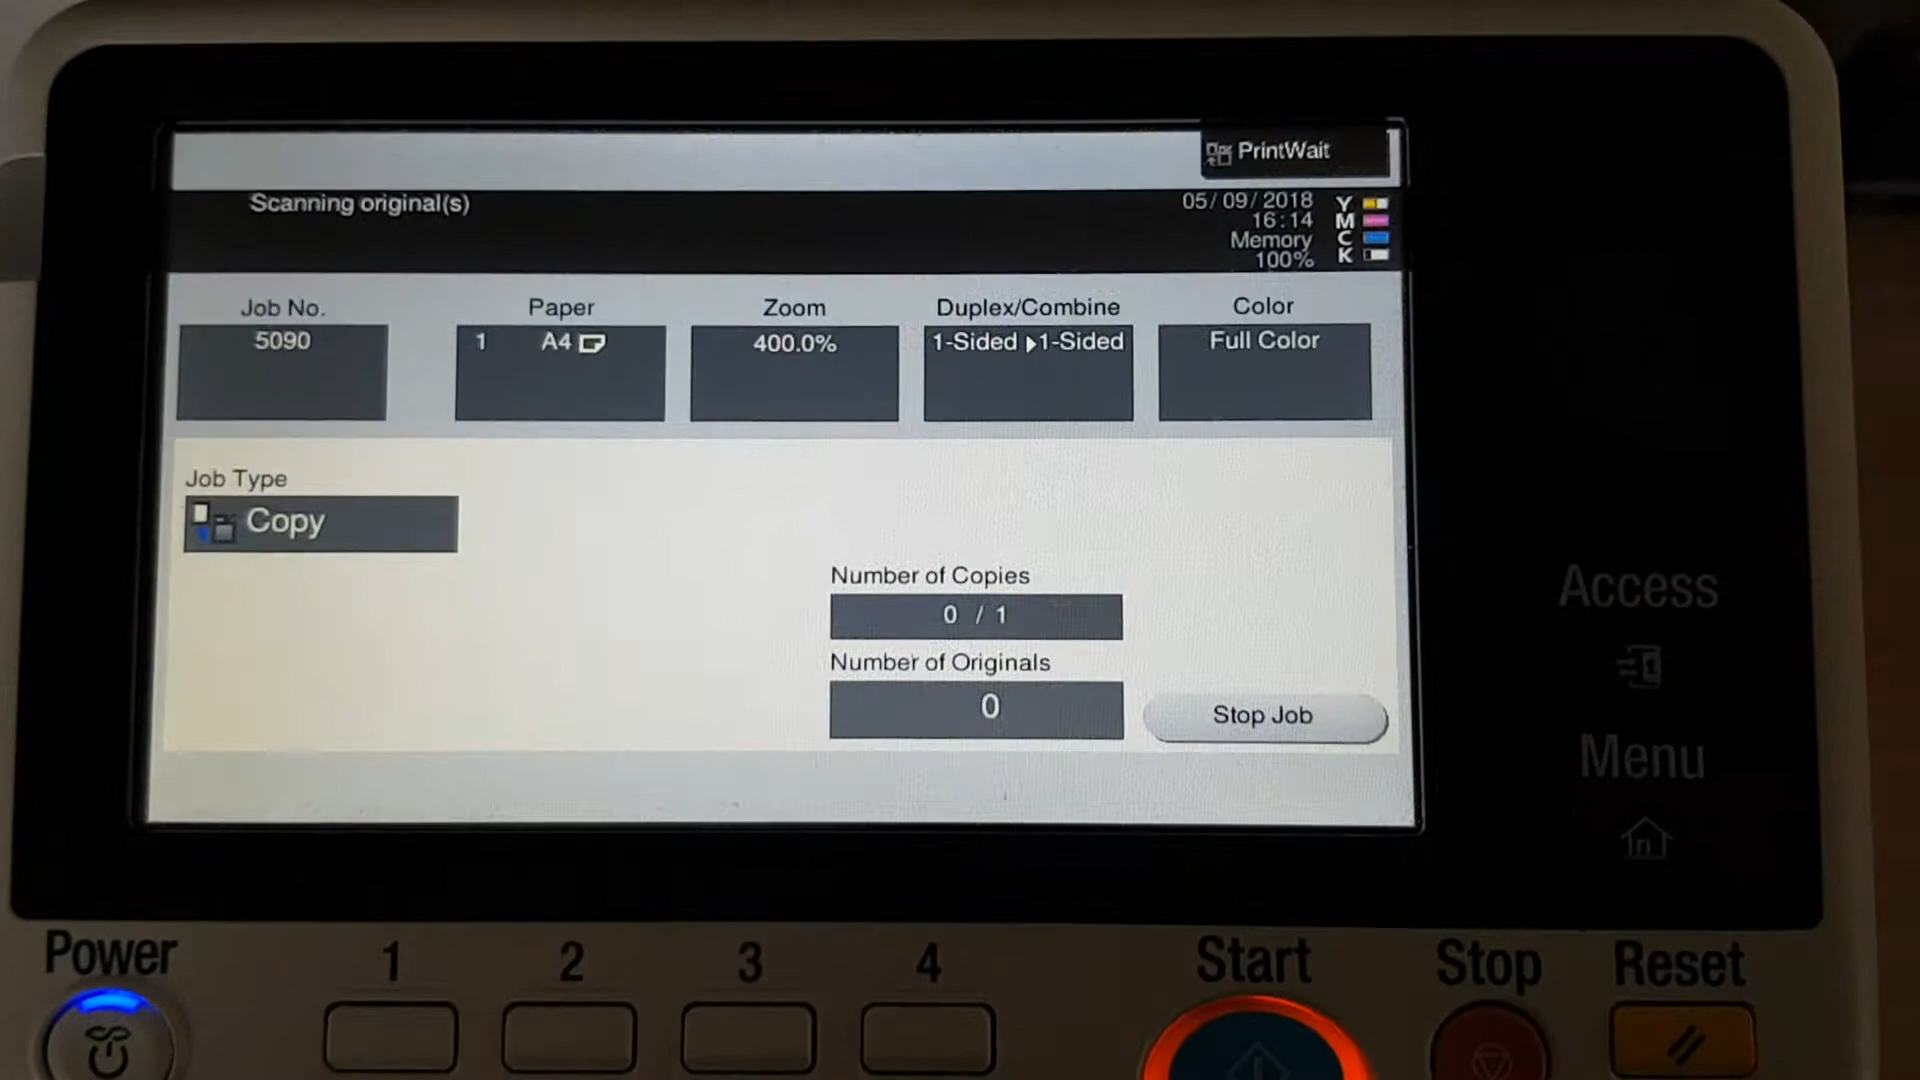 PrintWait
Scanning original(s)
05/09/2018
16:14
Memory
100%
Y
M
C
K
Job No.
5090
Paper
1 A4
Zoom
400.0%
Duplex/Combine
1-Sided ▶1-Sided
Color
Full Color
Job Type
Copy
Number of Copies
0 / 1
Number of Originals
0
Stop Job
Access
Menu
Power
1 2 3 4
Start
Stop
Reset